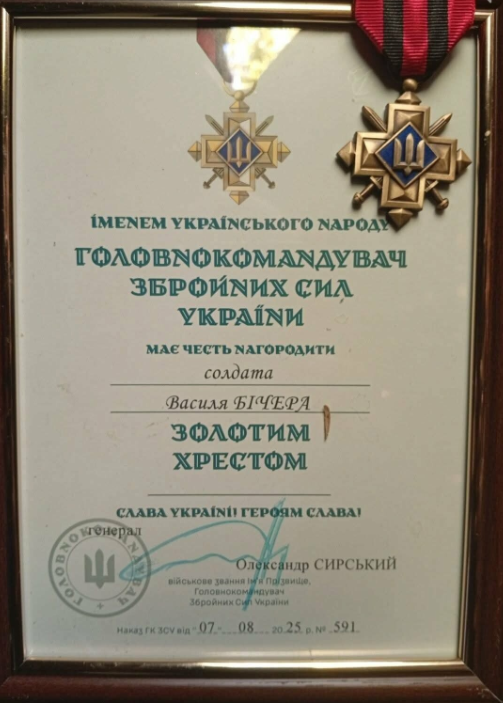 ІМЕНЕМ УКРАЇНСЬКОГО НАРОДУ
ГОЛОВНОКОМАНДУВАЧ
ЗБРОЙНИХ СИЛ
УКРАЇНИ
МАЄ ЧЕСТЬ НАГОРОДИТИ
солдата
Василя БІЧЕРА
ЗОЛОТИМ
ХРЕСТОМ
СЛАВА УКРАЇНІ! ГЕРОЯМ СЛАВА!
генерал
Олександр СИРСЬКИЙ
військове звання Ім'я Прізвище,
Головнокомандувач
Збройних Сил України
ГОЛОВНОКОМАНДУВАЧ
Наказ ГК ЗСУ від "07" 08 2025 р. № 591